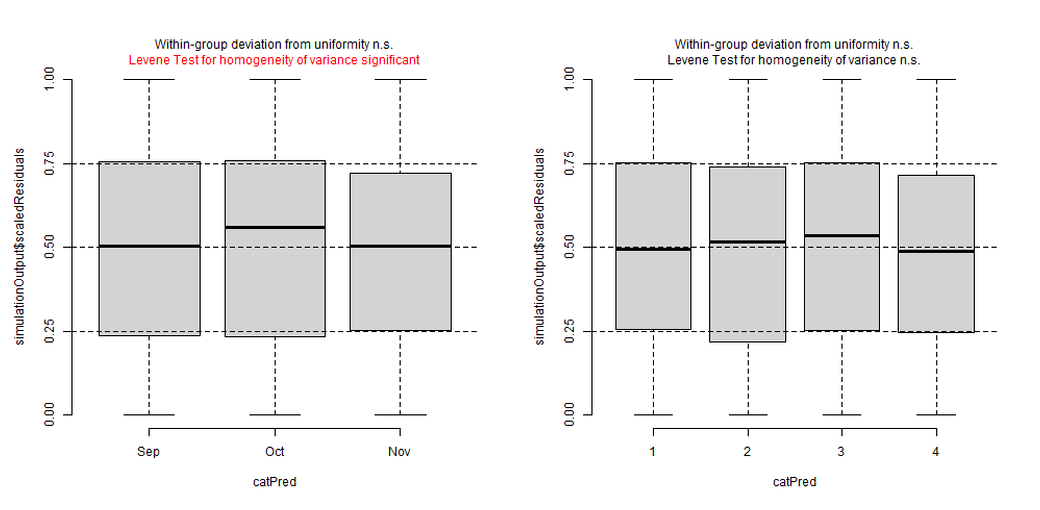 Within-group deviation from uniformity n.s.
Levene Test for homogeneity of variance significant
simulationOutput$scaledResiduals
1.00
0.75
0.50
0.25
0.00
Sep Oct Nov
catPred
Within-group deviation from uniformity n.s.
Levene Test for homogeneity of variance n.s.
simulationOutput$scaledResiduals
1.00
0.75
0.50
0.25
0.00
1 2 3 4
catPred